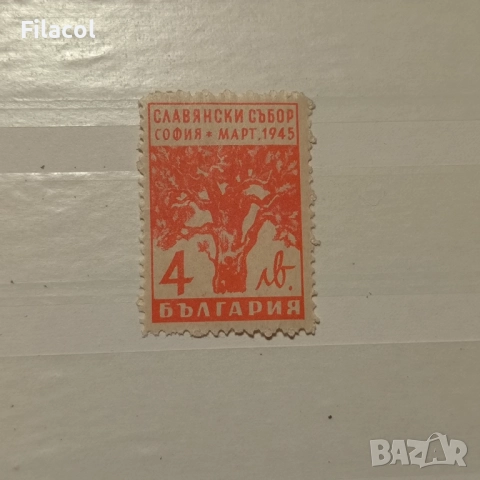 Filacol
СЛАВЯНСКИ СЪБОР
СОФИЯ • МАРТ, 1945
4 лв.
БЪЛГАРИЯ
BAZAR